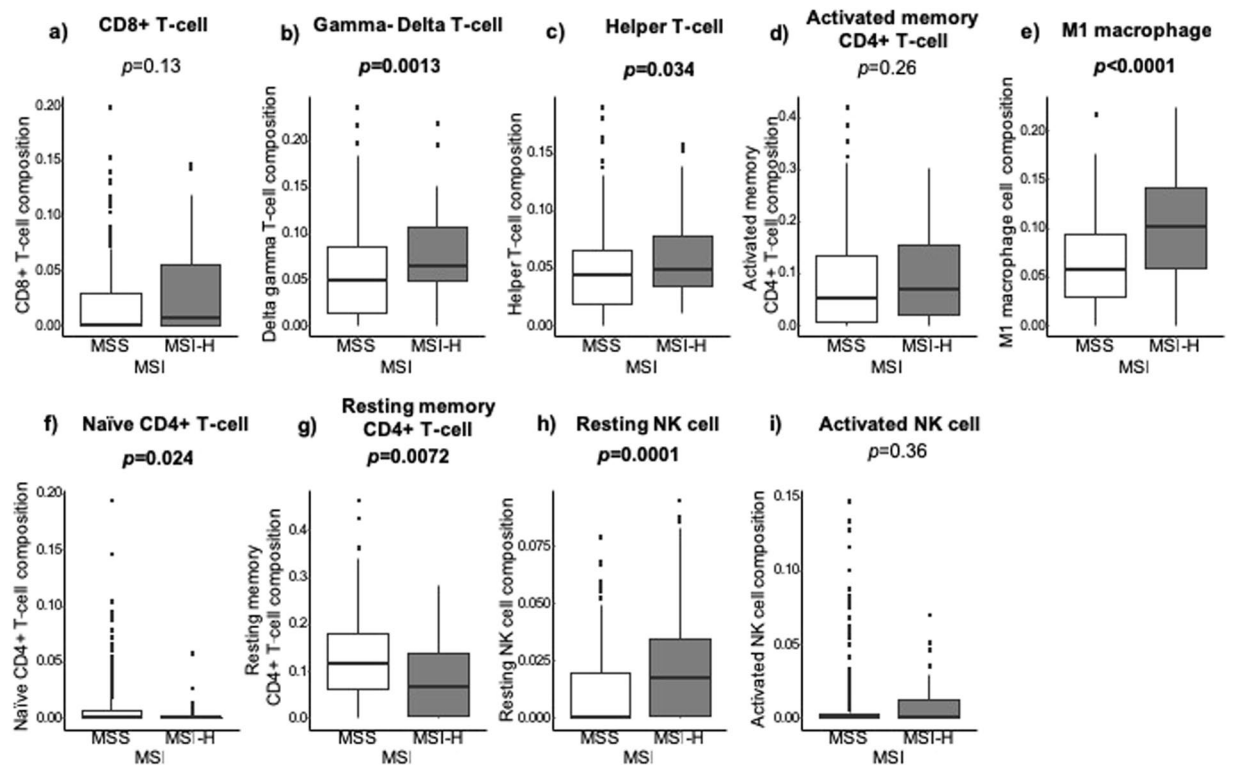 a) CD8+ T-cell
p=0.13
CD8+ T-cell composition
0.20
0.15
0.10
0.05
0.00
MSS MSI-H
MSI
b) Gamma- Delta T-cell
p=0.0013
Delta gamma T-cell composition
0.20
0.15
0.10
0.05
0.00
MSS MSI-H
MSI
c) Helper T-cell
p=0.034
Helper T-cell composition
0.15
0.10
0.05
0.00
MSS MSI-H
MSI
d) Activated memory
CD4+ T-cell
p=0.26
Activated memory
CD4+ T-cell composition
0.4
0.3
0.2
0.1
0.0
MSS MSI-H
MSI
e) M1 macrophage
p<0.0001
M1 macrophage cell composition
0.20
0.15
0.10
0.05
0.00
MSS MSI-H
MSI
f) Naïve CD4+ T-cell
p=0.024
Naïve CD4+ T-cell composition
0.20
0.15
0.10
0.05
0.00
MSS MSI-H
MSI
g) Resting memory
CD4+ T-cell
p=0.0072
Resting memory
CD4+ T-cell composition
0.4
0.3
0.2
0.1
0.0
MSS MSI-H
MSI
h) Resting NK cell
p=0.0001
Resting NK cell composition
0.075
0.050
0.025
0.000
MSS MSI-H
MSI
i) Activated NK cell
p=0.36
Activated NK cell composition
0.15
0.10
0.05
0.00
MSS MSI-H
MSI